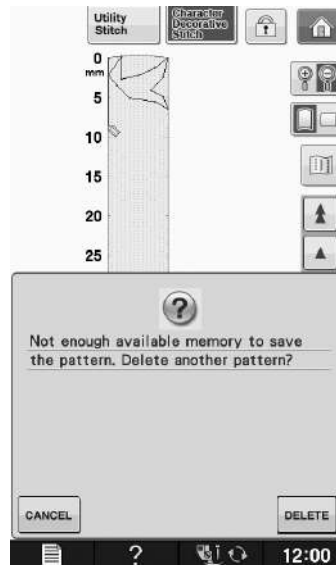 Utility
Stitch
Character
Decorative
Stitch
0
mm
5
10
15
20
25
?
Not enough available memory to save
the pattern. Delete another pattern?
CANCEL
DELETE
?
12:00